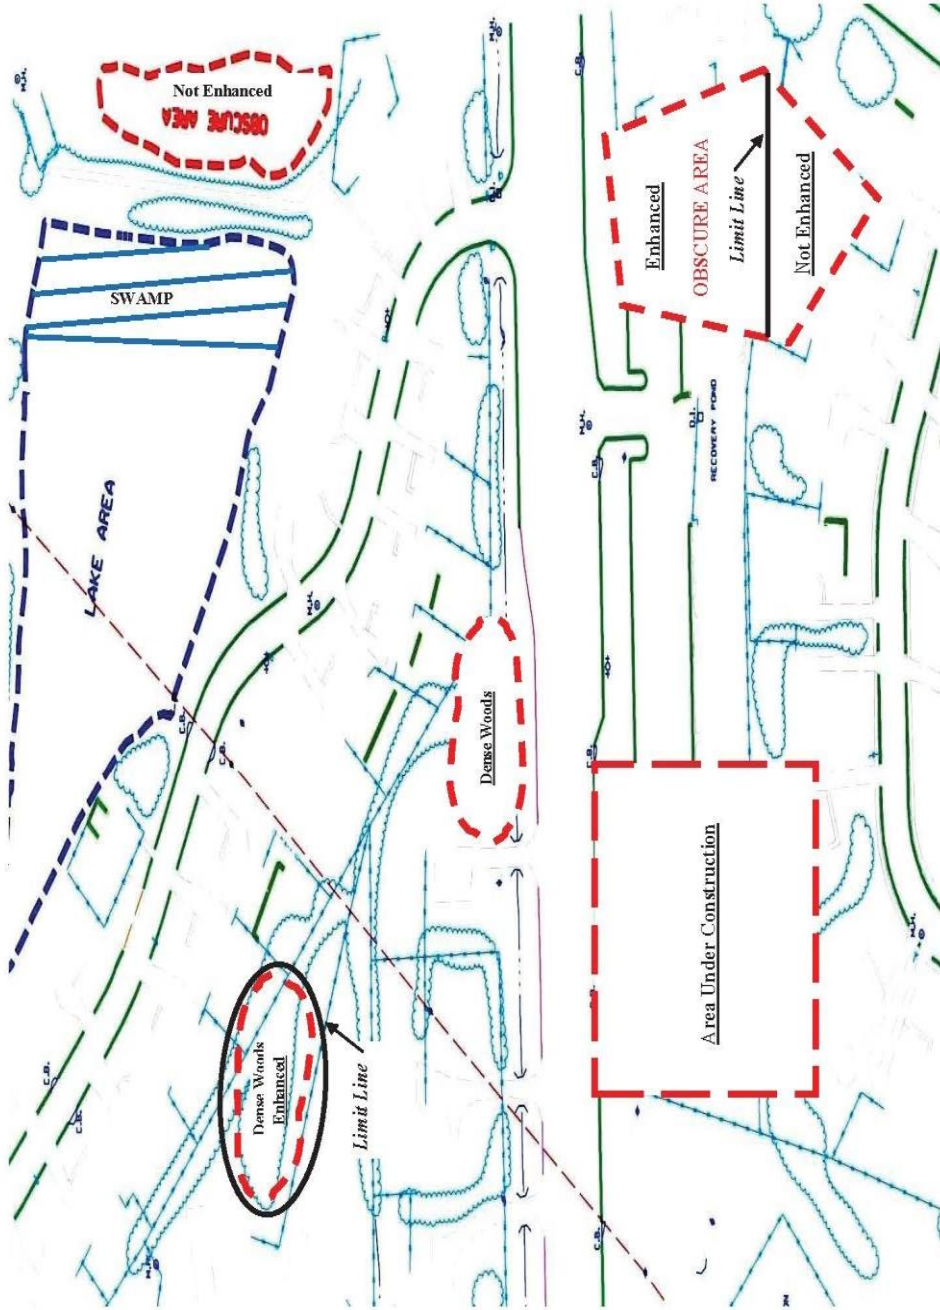 M.H.
Not Enhanced
OBSCURE AREA
M.H.
C.B.
C.B.
SWAMP
Enhanced
OBSCURE AREA
Limit Line
Not Enhanced
LAKE AREA
M.H.
D.I.
RECOVERY POND
C.B.
M.H.
C.B.
C.B.
Dense Woods
C.B.
Area Under Construction
M.H.
C.B.
C.B.
Dense Woods
Enhanced
Limit Line
M.H.
C.B.